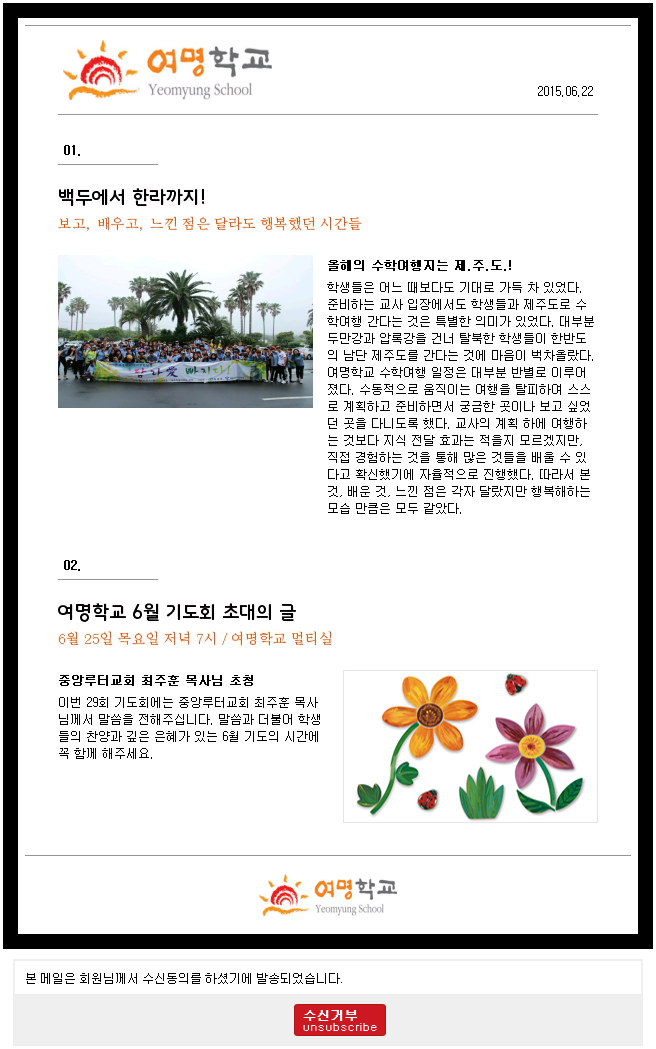 여명학교
Yeomyung School
2015.06.22
01.
백두에서 한라까지!
보고, 배우고, 느낀 점은 달라도 행복했던 시간들
올해의 수학여행지는 제.주.도.!
학생들은 어느 때보다도 기대로 가득 차 있었다.
준비하는 교사 입장에서도 학생들과 제주도로 수
학여행 간다는 것은 특별한 의미가 있었다. 대부분
두만강과 압록강을 건너 탈북한 학생들이 한반도
의 남단 제주도를 간다는 것에 마음이 벅차올랐다.
여명학교 수학여행 일정은 대부분 반별로 이루어
졌다. 수동적으로 움직이는 여행을 탈피하여 스스
로 계획하고 준비하면서 궁금한 곳이나 보고 싶었
던 곳을 다니도록 했다. 교사의 계획 하에 여행하
는 것보다 지식 전달 효과는 적을지 모르겠지만,
직접 경험하는 것을 통해 많은 것들을 배울 수 있
다고 확신했기에 자율적으로 진행했다. 따라서 본
것, 배운 것, 느낀 점은 각자 달랐지만 행복해하는
모습 만큼은 모두 같았다.
02.
여명학교 6월 기도회 초대의 글
6월 25일 목요일 저녁 7시 / 여명학교 멀티실
중앙루터교회 최주훈 목사님 초청
이번 29회 기도회에는 중앙루터교회 최주훈 목사
님께서 말씀을 전해주십니다. 말씀과 더불어 학생
들의 찬양과 깊은 은혜가 있는 6월 기도의 시간에
꼭 함께 해주세요.
여명학교
Yeomyung School
본 메일은 회원님께서 수신동의를 하셨기에 발송되었습니다.
수신거부
unsubscribe